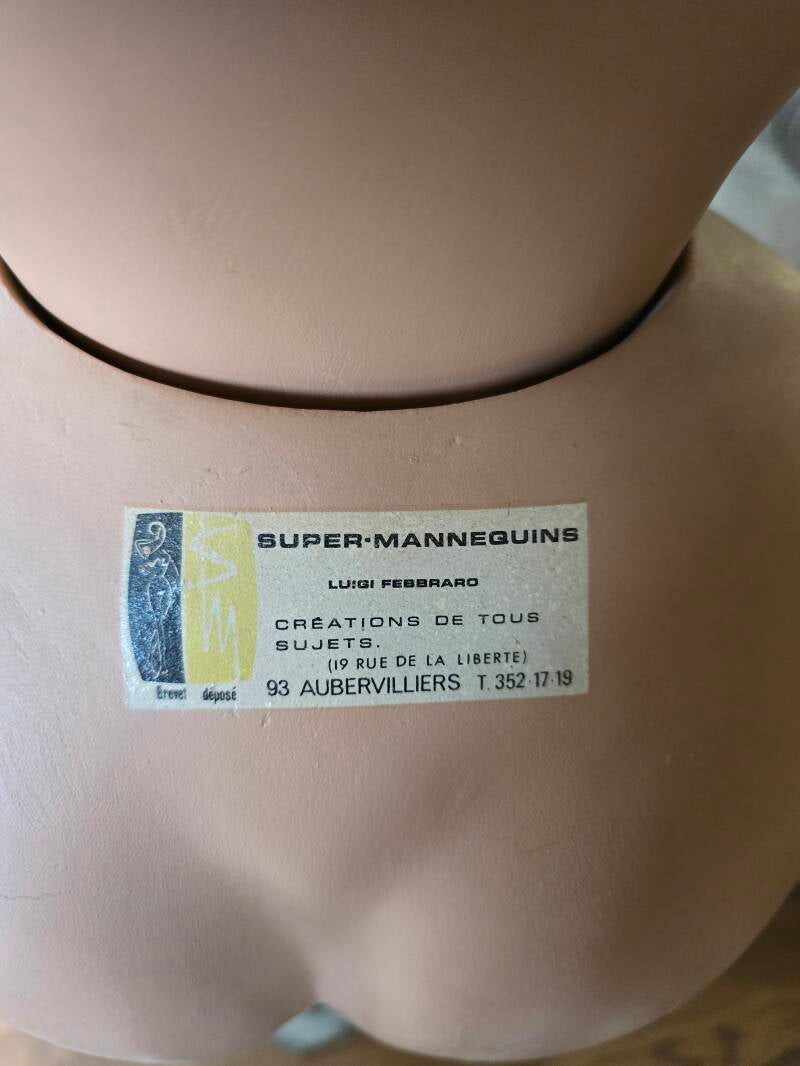 SUPER-MANNEQUINS
LUIGI FEBBRARO
CRÉATIONS DE TOUS
SUJETS.
(19 RUE DE LA LIBERTE)
93 AUBERVILLIERS T. 352-17-19
SM
Brevet déposé